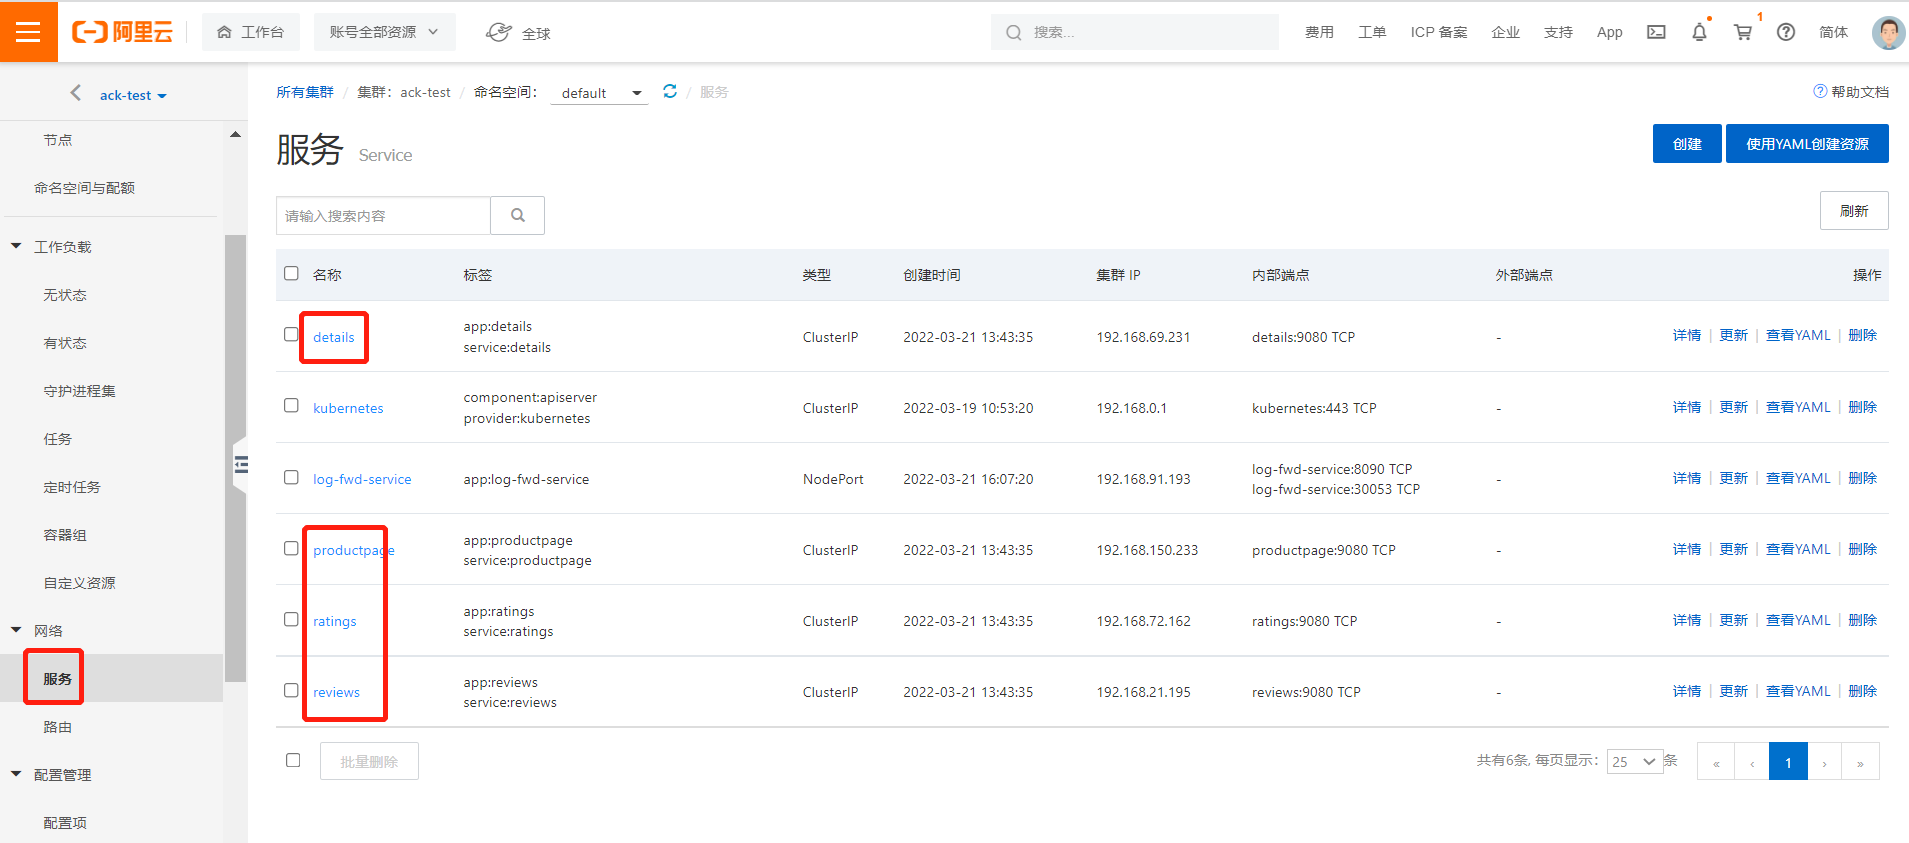 阿里云
工作台
账号全部资源
全球
搜索...
费用
工单
ICP 备案
企业
支持
App
1
简体
ack-test
节点
命名空间与配额
工作负载
无状态
有状态
守护进程集
任务
定时任务
容器组
自定义资源
网络
服务
路由
配置管理
配置项
所有集群 / 集群：ack-test / 命名空间： default / 服务
帮助文档
服务 Service
创建
使用YAML创建资源
请输入搜索内容
刷新
名称 标签 类型 创建时间 集群 IP 内部端点 外部端点 操作
details app:details ClusterIP 2022-03-21 13:43:35 192.168.69.231 details:9080 TCP - 详情 | 更新 | 查看YAML | 删除
service:details
kubernetes component:apiserver ClusterIP 2022-03-19 10:53:20 192.168.0.1 kubernetes:443 TCP - 详情 | 更新 | 查看YAML | 删除
provider:kubernetes
log-fwd-service app:log-fwd-service NodePort 2022-03-21 16:07:20 192.168.91.193 log-fwd-service:8090 TCP - 详情 | 更新 | 查看YAML | 删除
log-fwd-service:30053 TCP
productpage app:productpage ClusterIP 2022-03-21 13:43:35 192.168.150.233 productpage:9080 TCP - 详情 | 更新 | 查看YAML | 删除
service:productpage
ratings app:ratings ClusterIP 2022-03-21 13:43:35 192.168.72.162 ratings:9080 TCP - 详情 | 更新 | 查看YAML | 删除
service:ratings
reviews app:reviews ClusterIP 2022-03-21 13:43:35 192.168.21.195 reviews:9080 TCP - 详情 | 更新 | 查看YAML | 删除
service:reviews
批量删除
共有6条, 每页显示： 25 条 « ‹ 1 › »